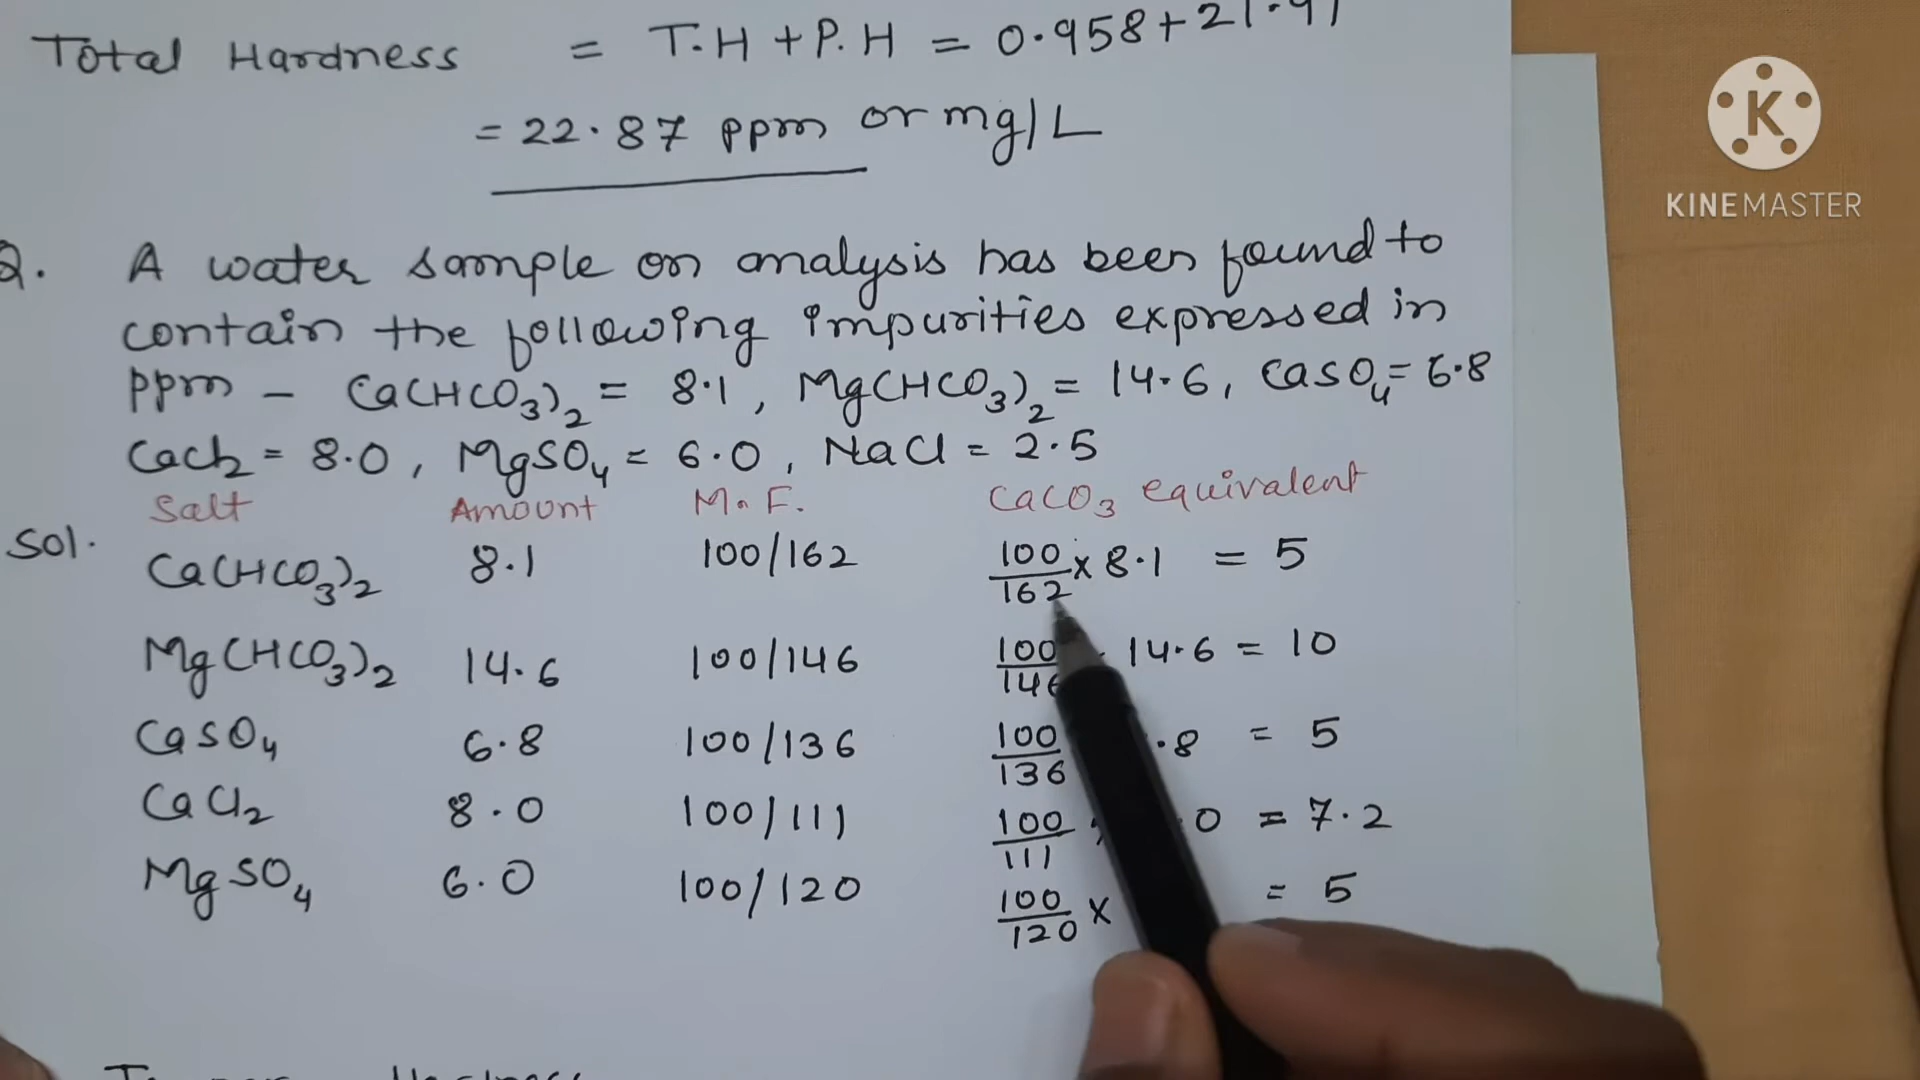 Total Hardness = T.H + P.H = 0.958 + 21.91
= 22.87 ppm or mg/L
Q. A water sample on analysis has been found to
contain the following impurities expressed in
ppm - Ca(HCO3)2 = 8.1, Mg(HCO3)2 = 14.6, CaSO4 = 6.8
CaCl2 = 8.0, MgSO4 = 6.0, NaCl = 2.5
Salt Amount M.F. CaCO3 equivalent
Sol. Ca(HCO3)2 8.1 100/162 100/162 x 8.1 = 5
Mg(HCO3)2 14.6 100/146 100/146 14.6 = 10
CaSO4 6.8 100/136 100/136 .8 = 5
CaCl2 8.0 100/111 100/111 0 = 7.2
MgSO4 6.0 100/120 100/120 x = 5
K
KINEMASTER